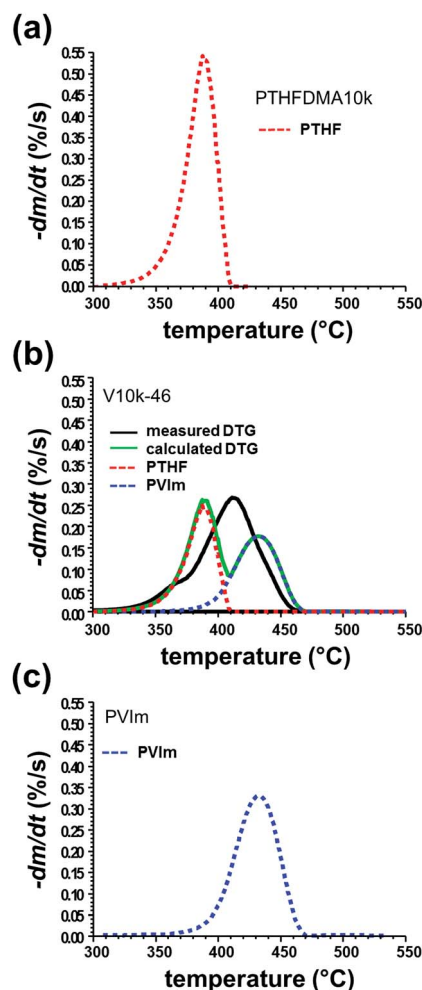 (a)
0.55
0.50
0.45
0.40
0.35
0.30
0.25
0.20
0.15
0.10
0.05
0.00
-dm/dt (%/s)
PTHFDMA10k
PTHF
300 350 400 450 500 550
temperature (°C)
(b)
0.55
0.50
0.45
0.40
0.35
0.30
0.25
0.20
0.15
0.10
0.05
0.00
-dm/dt (%/s)
V10k-46
measured DTG
calculated DTG
PTHF
PVIm
300 350 400 450 500 550
temperature (°C)
(c)
0.55
0.50
0.45
0.40
0.35
0.30
0.25
0.20
0.15
0.10
0.05
0.00
-dm/dt (%/s)
PVIm
PVIm
300 350 400 450 500 550
temperature (°C)